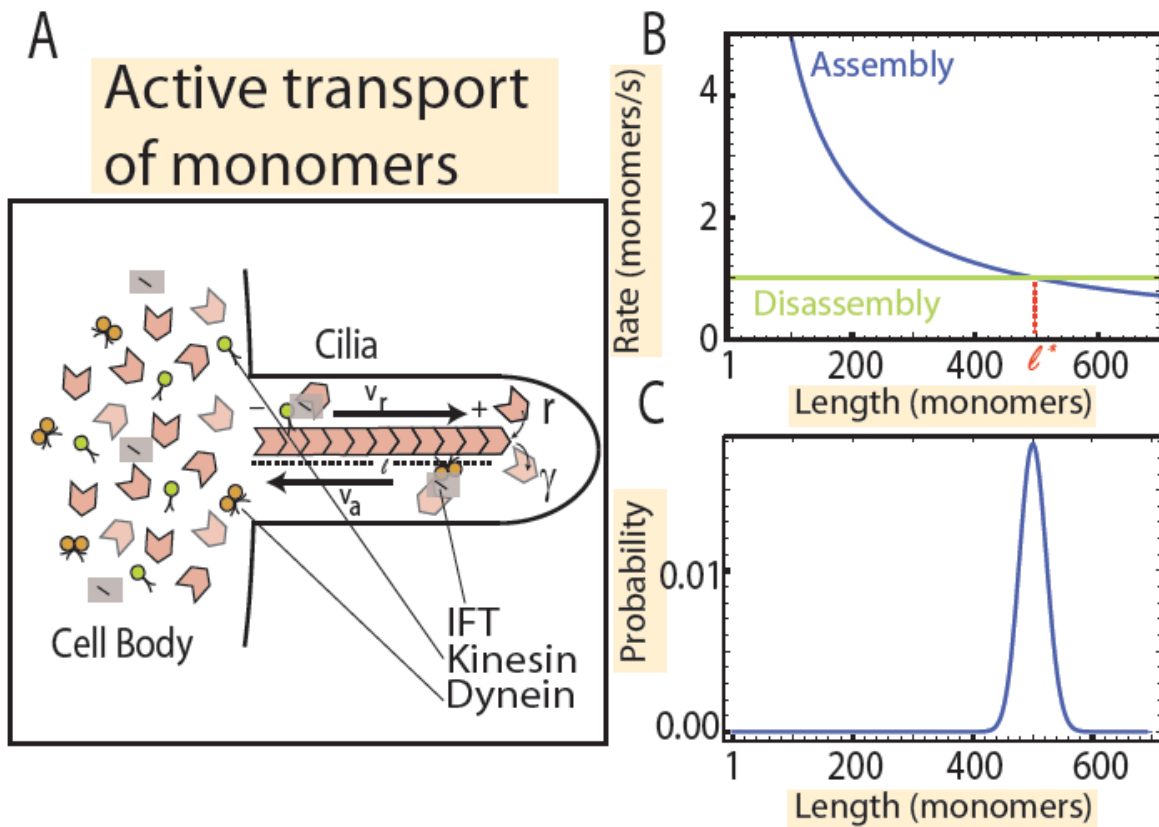 A
Active transport
of monomers
Cilia
v_r
− +
r
γ
l
v_a
IFT
Kinesin
Dynein
Cell Body
B
Rate (monomers/s)
4
2
0
Assembly
Disassembly
1 200 400 600
ℓ*
Length (monomers)
C
Probability
0.01
0.00
1 200 400 600
Length (monomers)